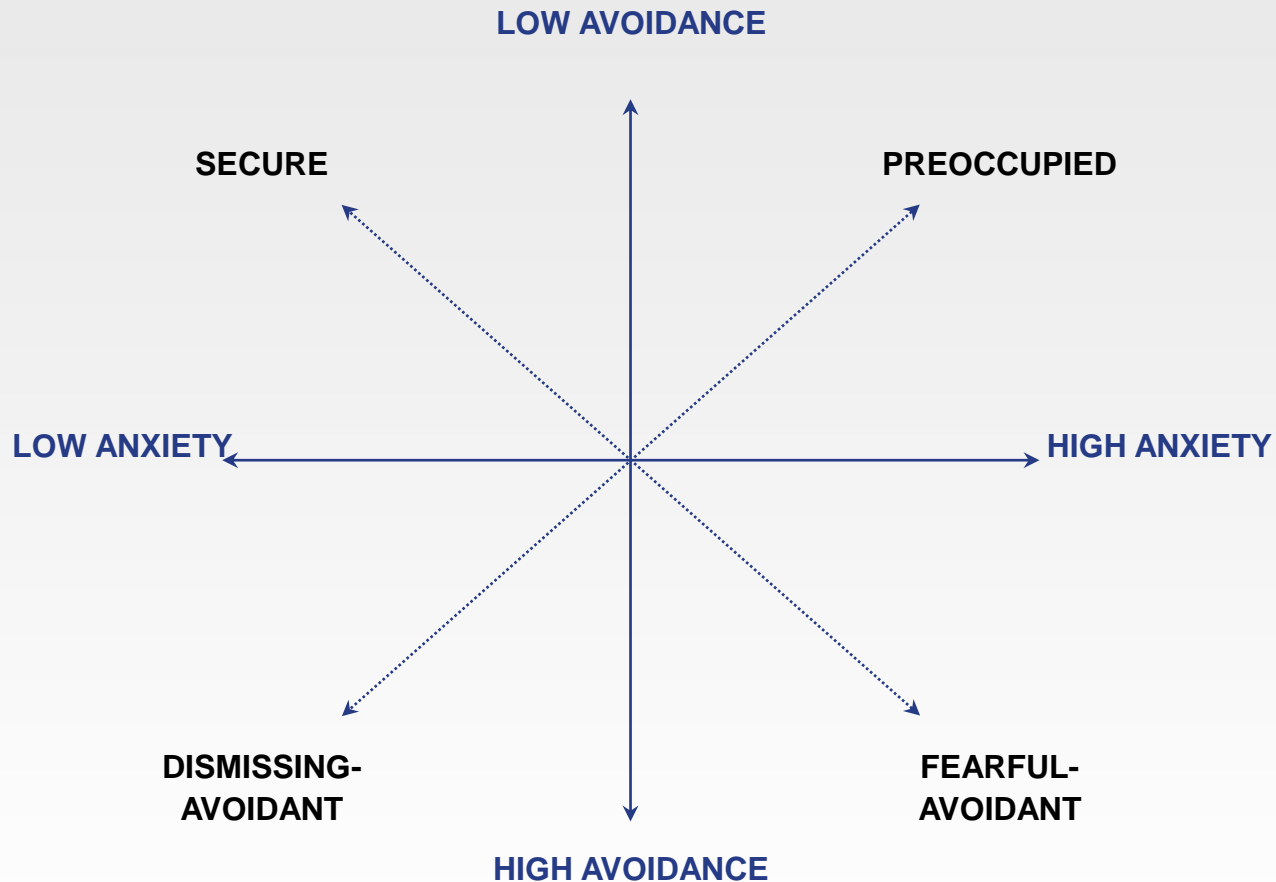 LOW AVOIDANCE
SECURE
PREOCCUPIED
LOW ANXIETY
HIGH ANXIETY
DISMISSING-
AVOIDANT
FEARFUL-
AVOIDANT
HIGH AVOIDANCE